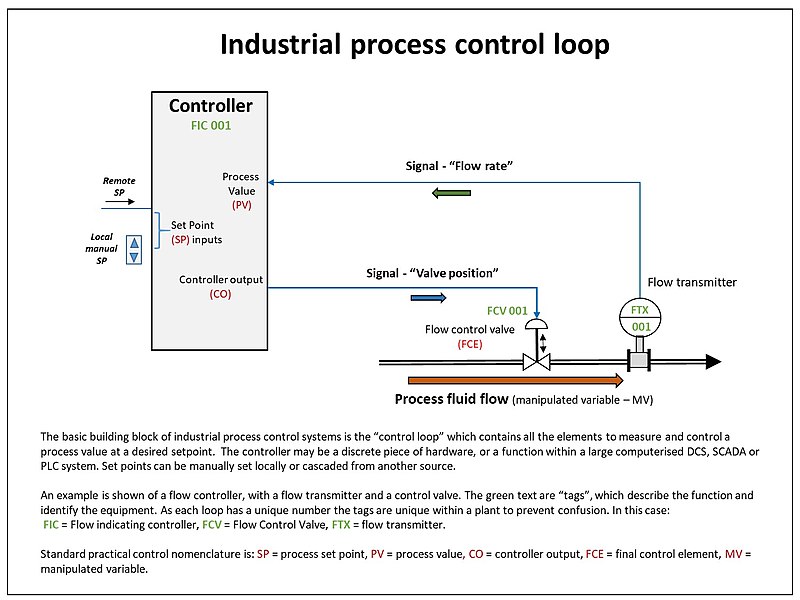 Industrial process control loop
Controller
FIC 001
Signal - “Flow rate”
Process
Value
(PV)
Remote
SP
Set Point
(SP) inputs
Local
manual
SP
Controller output
(CO)
Signal - “Valve position”
Flow transmitter
FCV 001
FTX
001
Flow control valve
(FCE)
Process fluid flow (manipulated variable – MV)
The basic building block of industrial process control systems is the “control loop” which contains all the elements to measure and control a
process value at a desired setpoint.  The controller may be a discrete piece of hardware, or a function within a large computerised DCS, SCADA or
PLC system. Set points can be manually set locally or cascaded from another source.
An example is shown of a flow controller, with a flow transmitter and a control valve. The green text are “tags”, which describe the function and
identify the equipment. As each loop has a unique number the tags are unique within a plant to prevent confusion. In this case:
FIC = Flow indicating controller, FCV = Flow Control Valve, FTX = flow transmitter.
Standard practical control nomenclature is: SP = process set point, PV = process value, CO = controller output, FCE = final control element, MV =
manipulated variable.